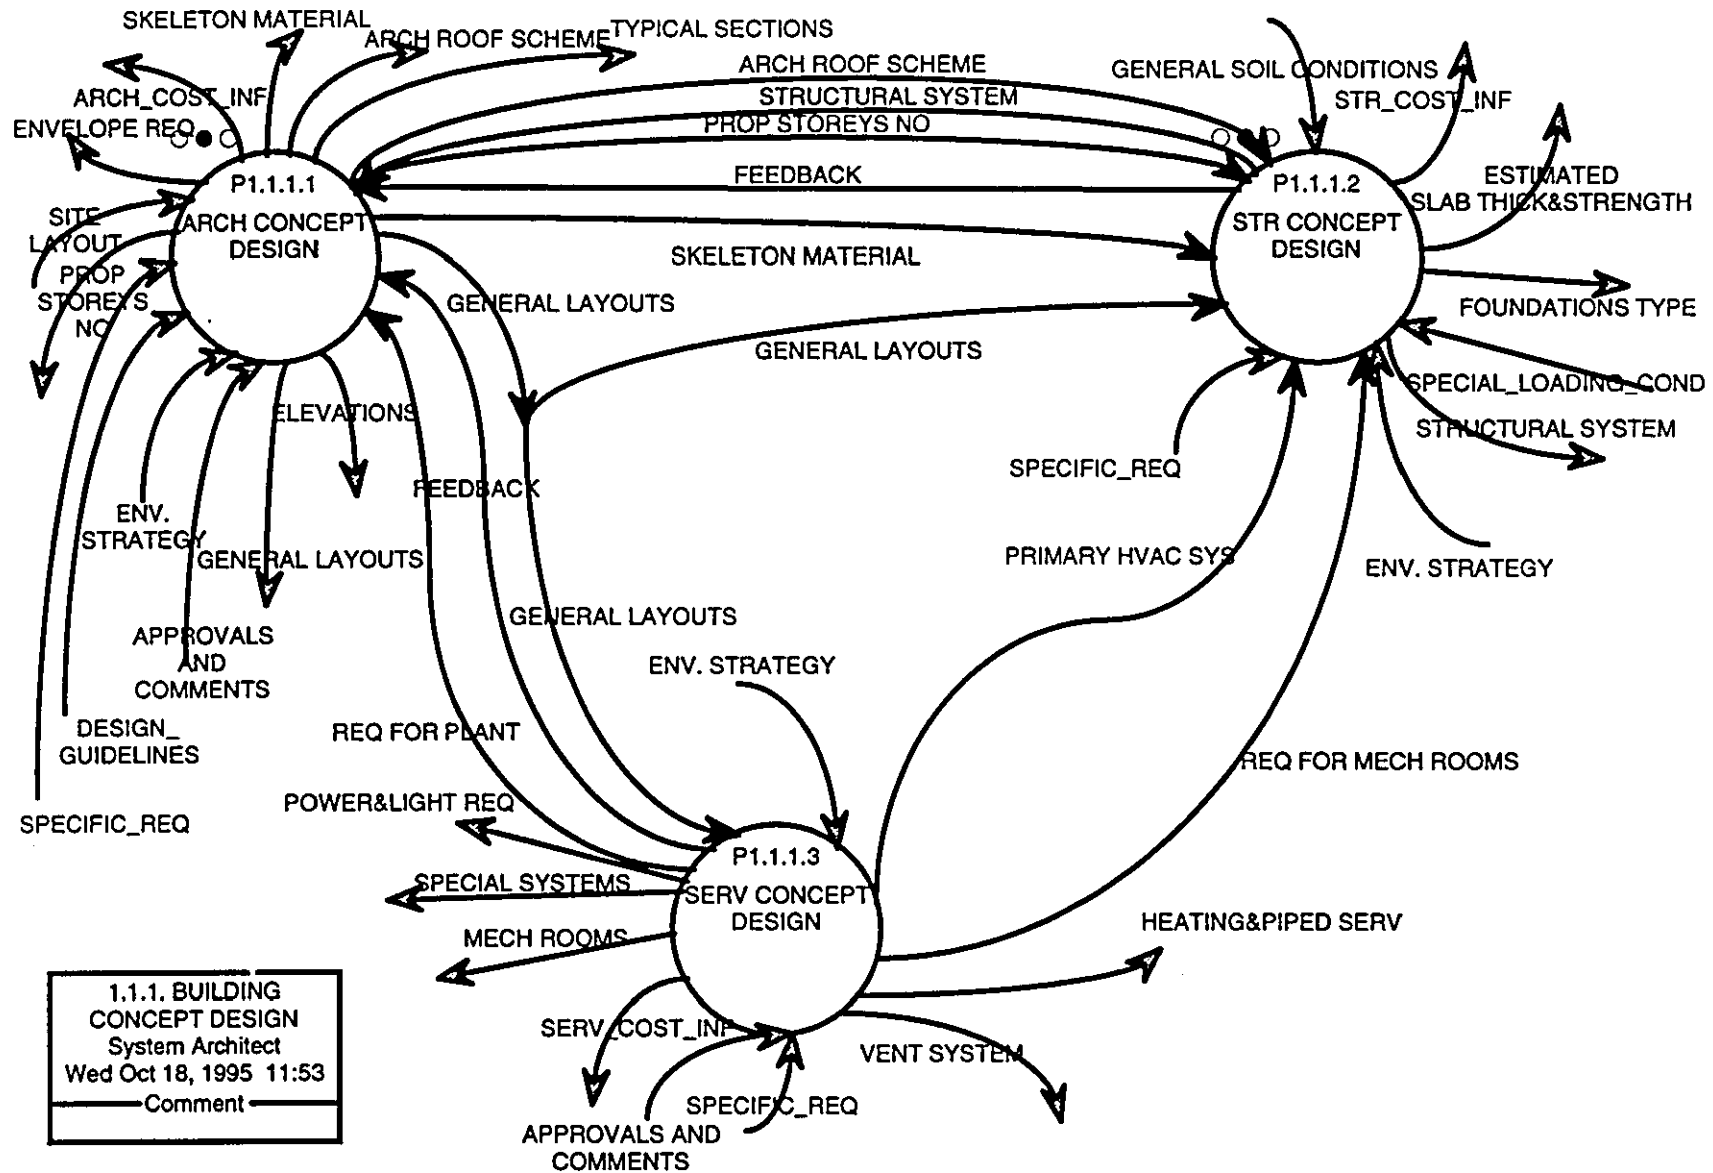 SKELETON MATERIAL
ARCH ROOF SCHEME
TYPICAL SECTIONS
ARCH_COST_INF
ENVELOPE REQ
ARCH ROOF SCHEME
STRUCTURAL SYSTEM
PROP STOREYS NO
FEEDBACK
GENERAL SOIL CONDITIONS
STR_COST_INF
ESTIMATED
SLAB THICK&STRENGTH
P1.1.1.1
ARCH CONCEPT
DESIGN
P1.1.1.2
STR CONCEPT
DESIGN
SITE
LAYOUT
PROP
STOREYS
NO
SKELETON MATERIAL
GENERAL LAYOUTS
FOUNDATIONS TYPE
GENERAL LAYOUTS
SPECIAL_LOADING_COND
ELEVATIONS
STRUCTURAL SYSTEM
SPECIFIC_REQ
FEEDBACK
ENV.
STRATEGY
GENERAL LAYOUTS
PRIMARY HVAC SYS
ENV. STRATEGY
GENERAL LAYOUTS
APPROVALS
AND
COMMENTS
ENV. STRATEGY
DESIGN_
GUIDELINES
REQ FOR PLANT
REQ FOR MECH ROOMS
POWER&LIGHT REQ
SPECIFIC_REQ
P1.1.1.3
SERV CONCEPT
DESIGN
SPECIAL SYSTEMS
MECH ROOMS
HEATING&PIPED SERV
SERV_COST_INF
VENT SYSTEM
SPECIFIC_REQ
APPROVALS AND
COMMENTS
1.1.1. BUILDING
CONCEPT DESIGN
System Architect
Wed Oct 18, 1995 11:53
Comment